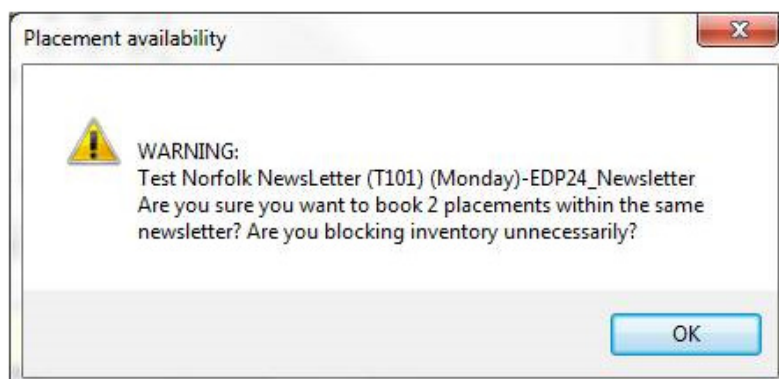 Placement availability
WARNING:
Test Norfolk NewsLetter (T101) (Monday)-EDP24_Newsletter
Are you sure you want to book 2 placements within the same
newsletter? Are you blocking inventory unnecessarily?
OK